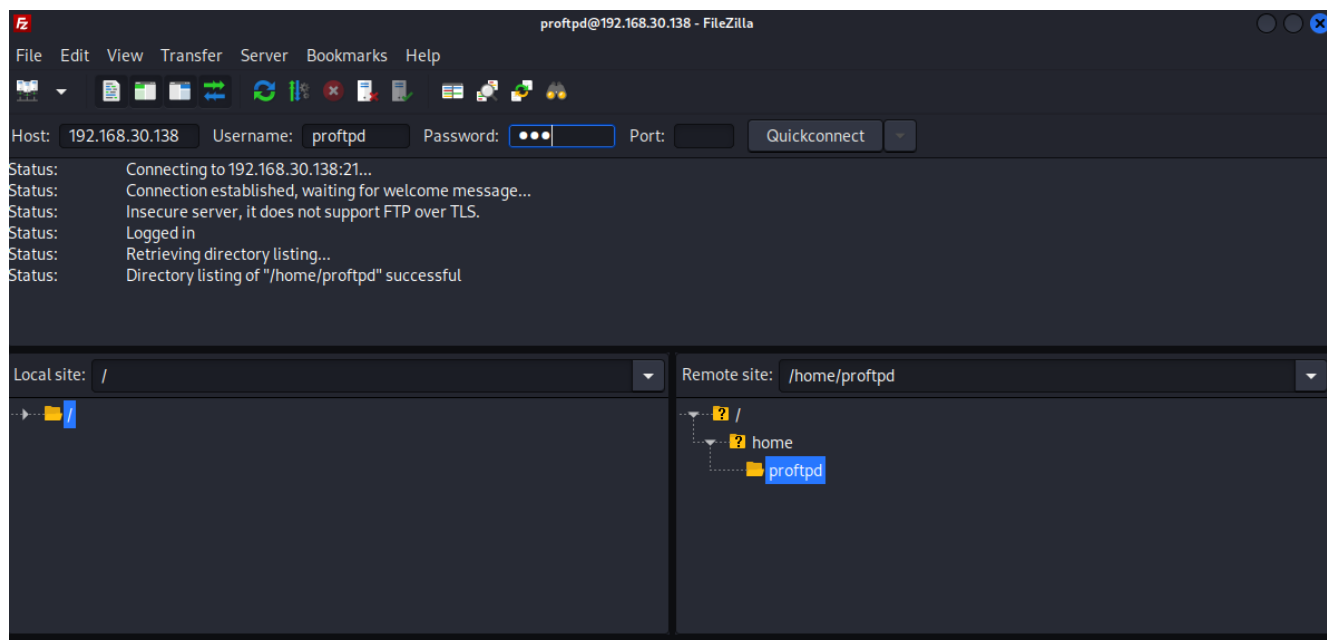 Fz proftpd@192.168.30.138 - FileZilla
File Edit View Transfer Server Bookmarks Help
Host: 192.168.30.138 Username: proftpd Password: ●●● Port: Quickconnect
Status: Connecting to 192.168.30.138:21...
Status: Connection established, waiting for welcome message...
Status: Insecure server, it does not support FTP over TLS.
Status: Logged in
Status: Retrieving directory listing...
Status: Directory listing of "/home/proftpd" successful
Local site: /
Remote site: /home/proftpd
/
? /
? home
proftpd